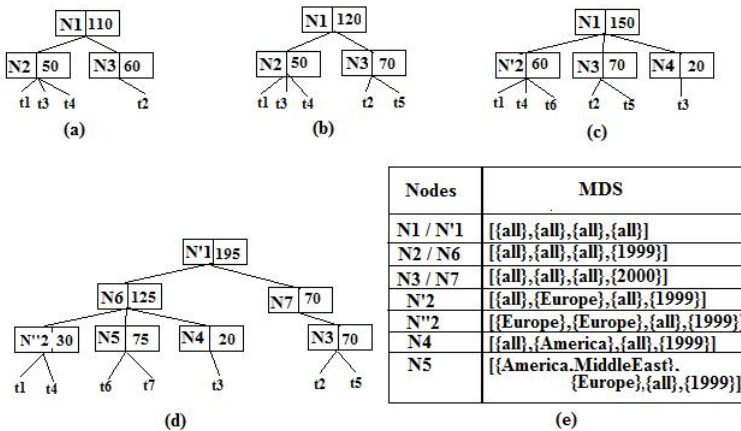 N1 110
N2 50 N3 60
t1 t3 t4 t2
(a)
N1 120
N2 50 N3 70
t1 t3 t4 t2 t5
(b)
N1 150
N'2 60 N3 70 N4 20
t1 t4 t6 t2 t5 t3
(c)
N'1 195
N6 125 N7 70
N''2 30 N5 75 N4 20 N3 70
t1 t4 t6 t7 t3 t2 t5
(d)
Nodes MDS
N1 / N'1 [{all},{all},{all},{all}]
N2 / N6 [{all},{all},{all},{1999}]
N3 / N7 [{all},{all},{all},{2000}]
N'2 [{all},{Europe},{all},{1999}]
N''2 [{Europe},{Europe},{all},{1999}]
N4 [{all},{America},{all},{1999}]
N5 [{America.MiddleEast}.
{Europe},{all},{1999}]
(e)